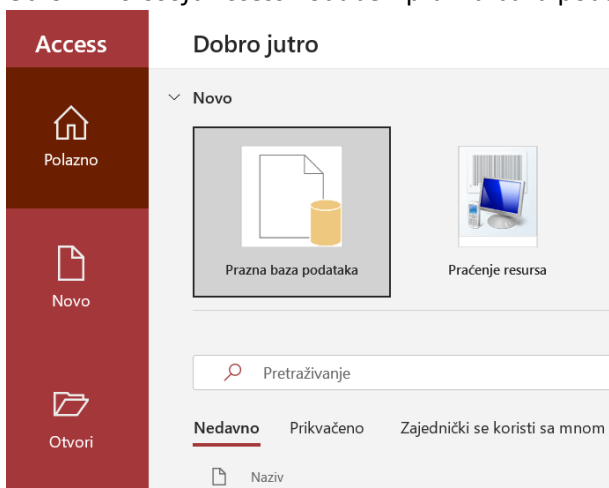 Access
Dobro jutro
Novo
Polazno
Prazna baza podataka
Praćenje resursa
Novo
Pretraživanje
Otvori
Nedavno Prikvačeno Zajednički se koristi sa mnom
Naziv